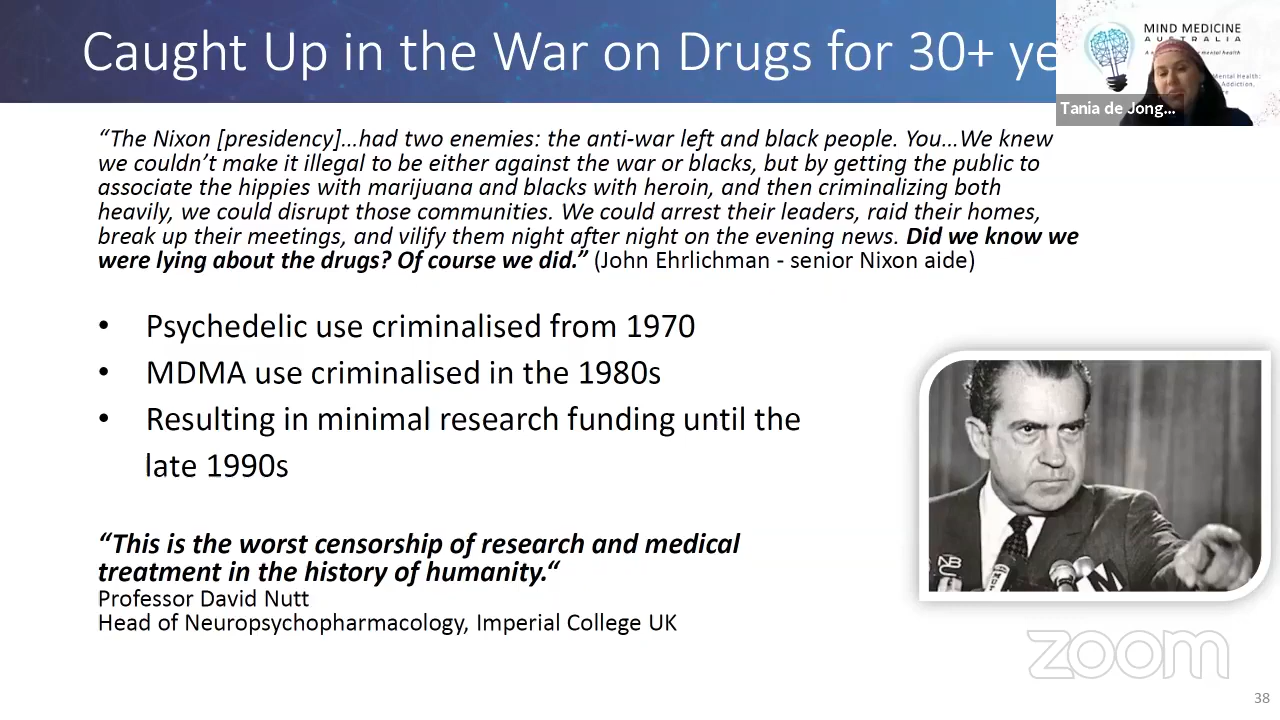 Caught Up in the War on Drugs for 30+ ye
MIND MEDICINE
AUSTRALIA
mental health
Mental Health:
Addiction,
Tania de Jong...
“The Nixon [presidency]…had two enemies: the anti-war left and black people. You…We knew
we couldn’t make it illegal to be either against the war or blacks, but by getting the public to
associate the hippies with marijuana and blacks with heroin, and then criminalizing both
heavily, we could disrupt those communities. We could arrest their leaders, raid their homes,
break up their meetings, and vilify them night after night on the evening news. Did we know we
were lying about the drugs? Of course we did.” (John Ehrlichman - senior Nixon aide)
• Psychedelic use criminalised from 1970
• MDMA use criminalised in the 1980s
• Resulting in minimal research funding until the
late 1990s
“This is the worst censorship of research and medical
treatment in the history of humanity.“
Professor David Nutt
Head of Neuropsychopharmacology, Imperial College UK
NBC
zoom
38